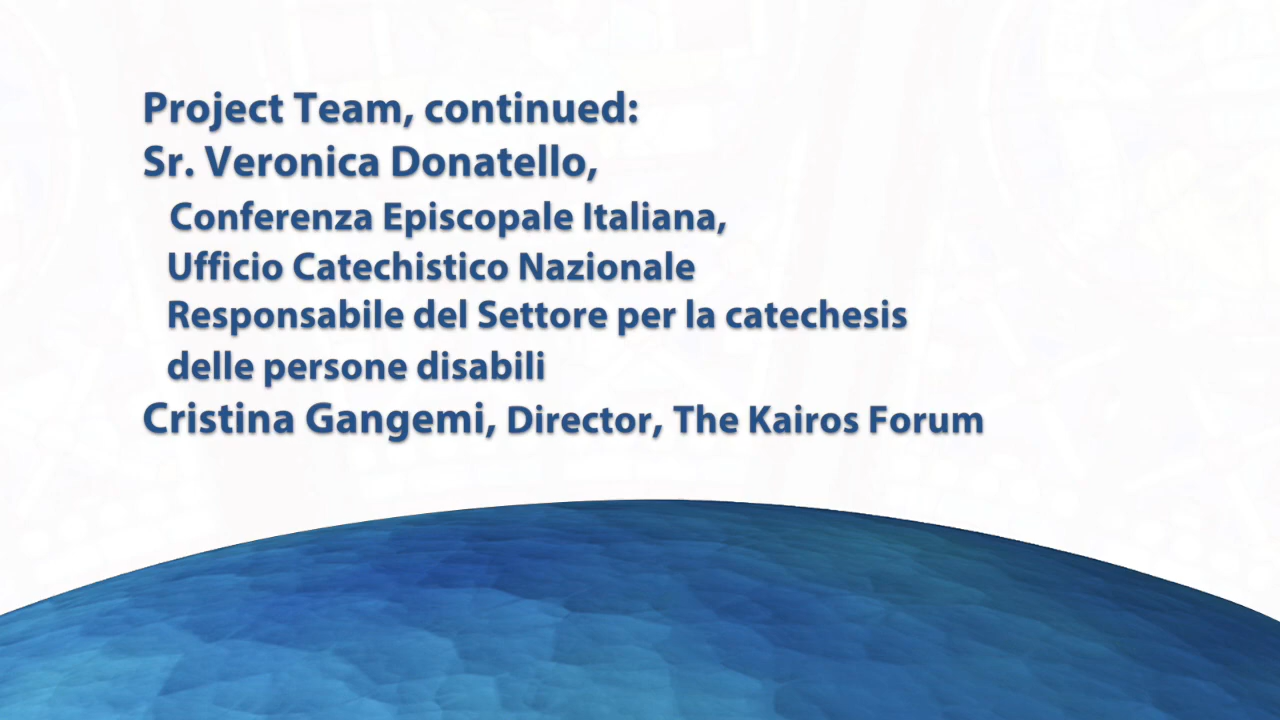 Project Team, continued:
Sr. Veronica Donatello,
Conferenza Episcopale Italiana,
Ufficio Catechistico Nazionale
Responsabile del Settore per la catechesis
delle persone disabili
Cristina Gangemi, Director, The Kairos Forum